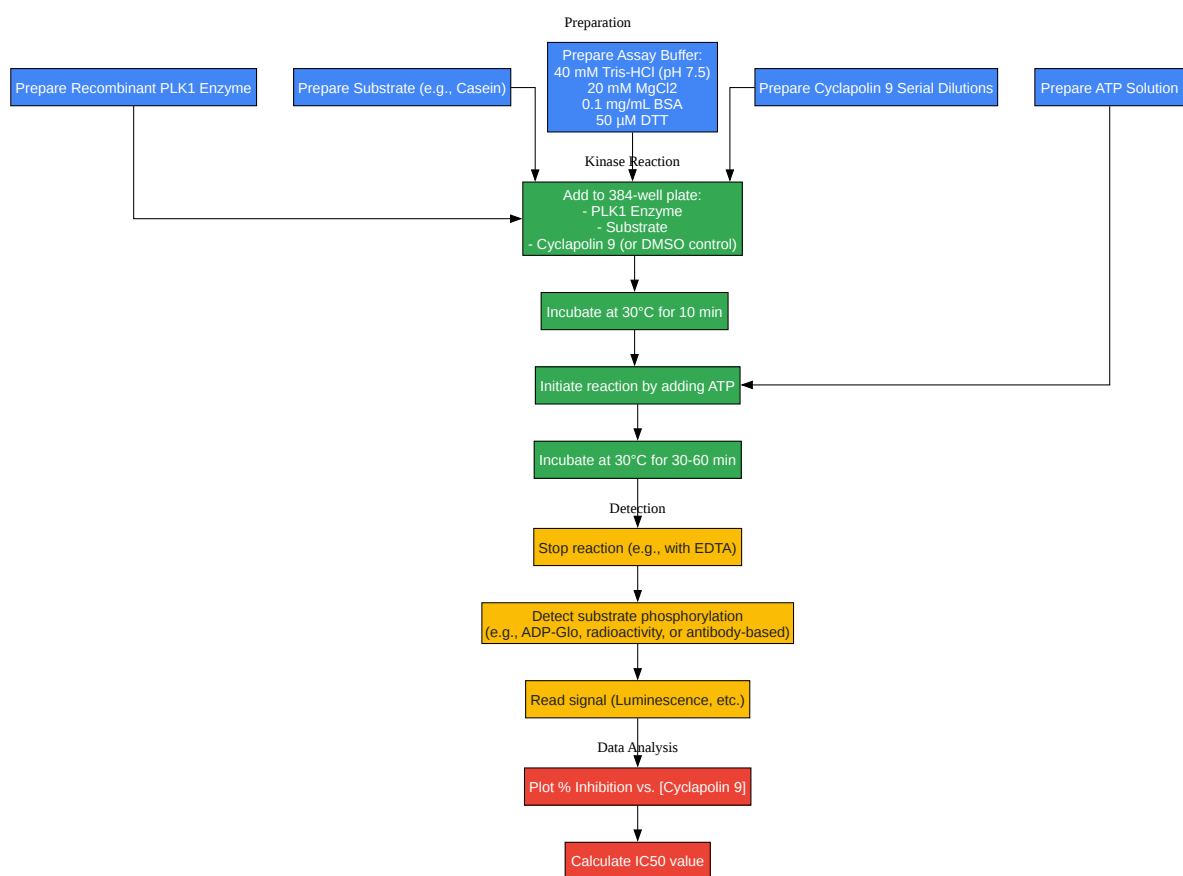 Preparation
Prepare Recombinant PLK1 Enzyme
Prepare Substrate (e.g., Casein)
Prepare Assay Buffer:
40 mM Tris-HCl (pH 7.5)
20 mM MgCl2
0.1 mg/mL BSA
50 µM DTT
Prepare Cyclapolin 9 Serial Dilutions
Prepare ATP Solution
Kinase Reaction
Add to 384-well plate:
- PLK1 Enzyme
- Substrate
- Cyclapolin 9 (or DMSO control)
Incubate at 30°C for 10 min
Initiate reaction by adding ATP
Incubate at 30°C for 30-60 min
Detection
Stop reaction (e.g., with EDTA)
Detect substrate phosphorylation
(e.g., ADP-Glo, radioactivity, or antibody-based)
Read signal (Luminescence, etc.)
Data Analysis
Plot % Inhibition vs. [Cyclapolin 9]
Calculate IC50 value